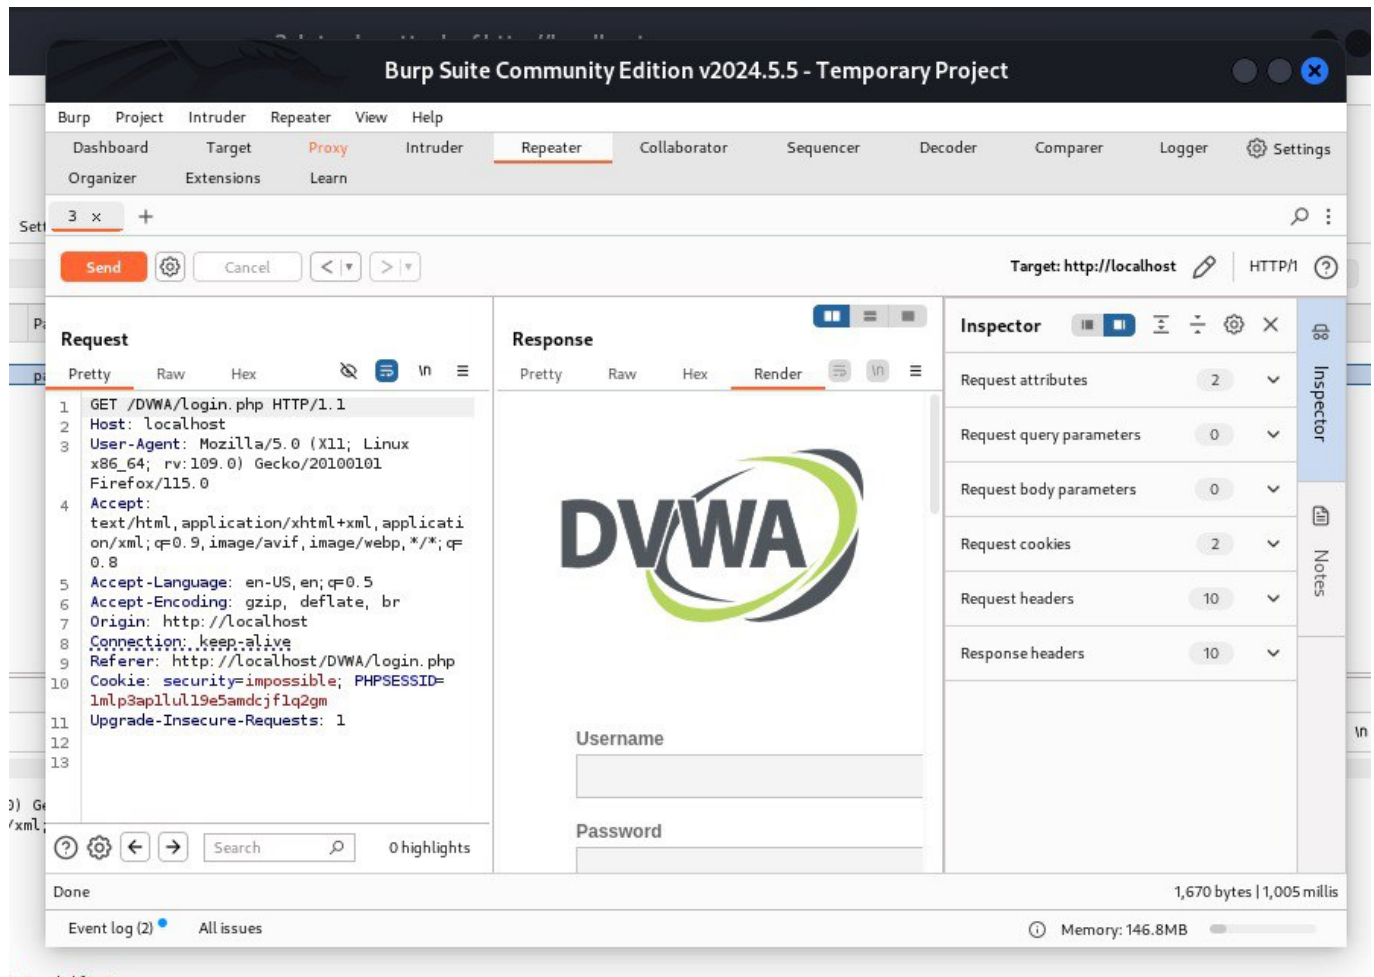 Burp Suite Community Edition v2024.5.5 - Temporary Project
Burp Project Intruder Repeater View Help
Dashboard Target Proxy Intruder Repeater Collaborator Sequencer Decoder Comparer Logger Settings
Organizer Extensions Learn
3 × +
Send Cancel < > Target: http://localhost HTTP/1
Request
Pretty Raw Hex \n
1 GET /DVWA/login.php HTTP/1.1
2 Host: localhost
3 User-Agent: Mozilla/5.0 (X11; Linux
x86_64; rv:109.0) Gecko/20100101
Firefox/115.0
4 Accept:
text/html,application/xhtml+xml,applicati
on/xml;q=0.9,image/avif,image/webp,*/*;q=
0.8
5 Accept-Language: en-US,en;q=0.5
6 Accept-Encoding: gzip, deflate, br
7 Origin: http://localhost
8 Connection: keep-alive
9 Referer: http://localhost/DVWA/login.php
10 Cookie: security=impossible; PHPSESSID=
1mlp3ap1lul19e5amdcjf1q2gm
11 Upgrade-Insecure-Requests: 1
12
13
Search 0 highlights
Response
Pretty Raw Hex Render \n
DVWA
Username
Password
Inspector
Request attributes 2
Request query parameters 0
Request body parameters 0
Request cookies 2
Request headers 10
Response headers 10
Inspector
Notes
Done 1,670 bytes | 1,005 millis
Event log (2) All issues Memory: 146.8MB
Sett
\n